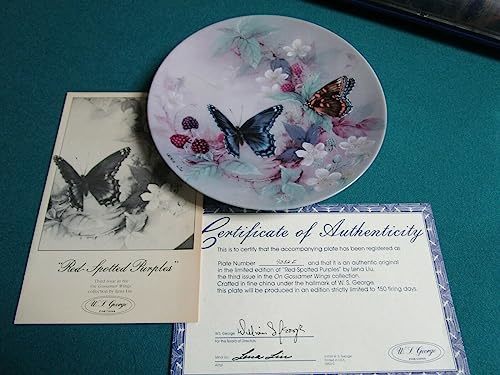 "Red-Spotted Purples"
Third issue in the
On Gossamer Wings
collection by Lena Liu
W. S. George
Certificate of Authenticity
This is to certify that the accompanying plate has been registered as
Plate Number and that it is an authentic original
in the limited edition of "Red-Spotted Purples" by Lena Liu,
the third issue in the On Gossamer Wings collection.
Crafted in fine china under the hallmark of W. S. George
this plate will be produced in an edition strictly limited to 150 firing days.
W.S. George
For the Board of Directors
William S George
Lena Liu
Artist
W. S. George